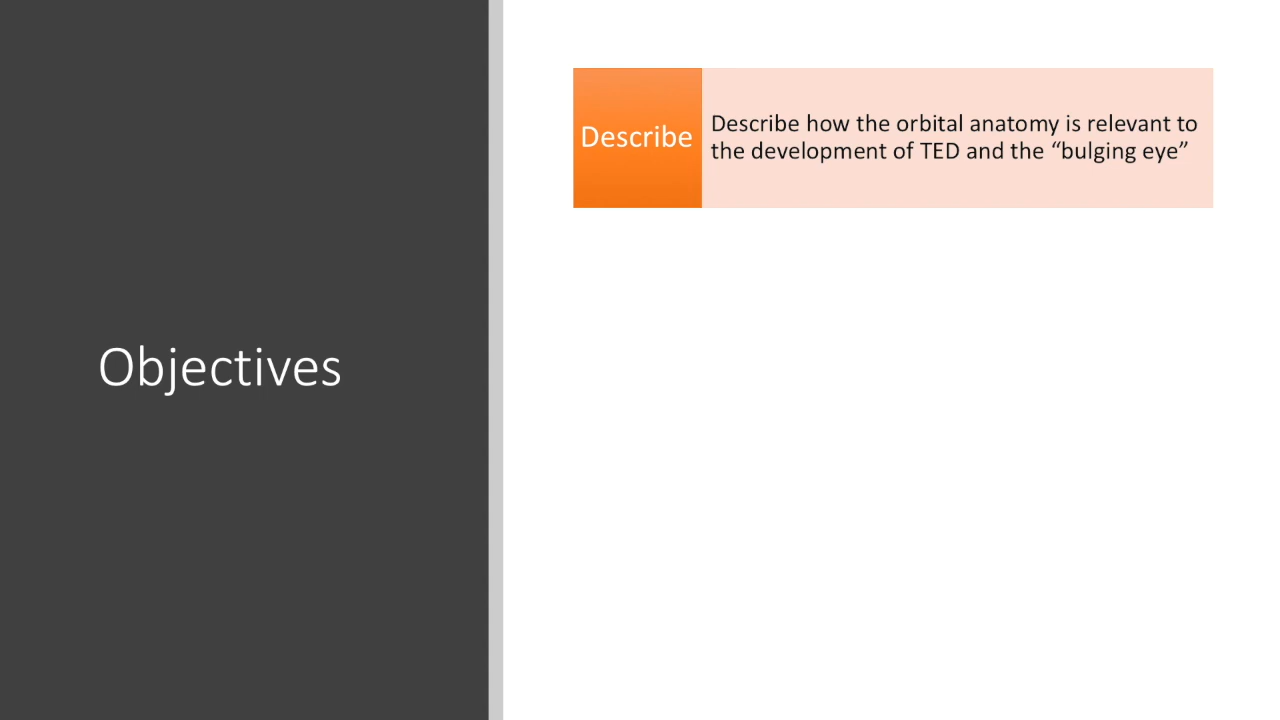 Objectives
Describe
Describe how the orbital anatomy is relevant to
the development of TED and the “bulging eye”